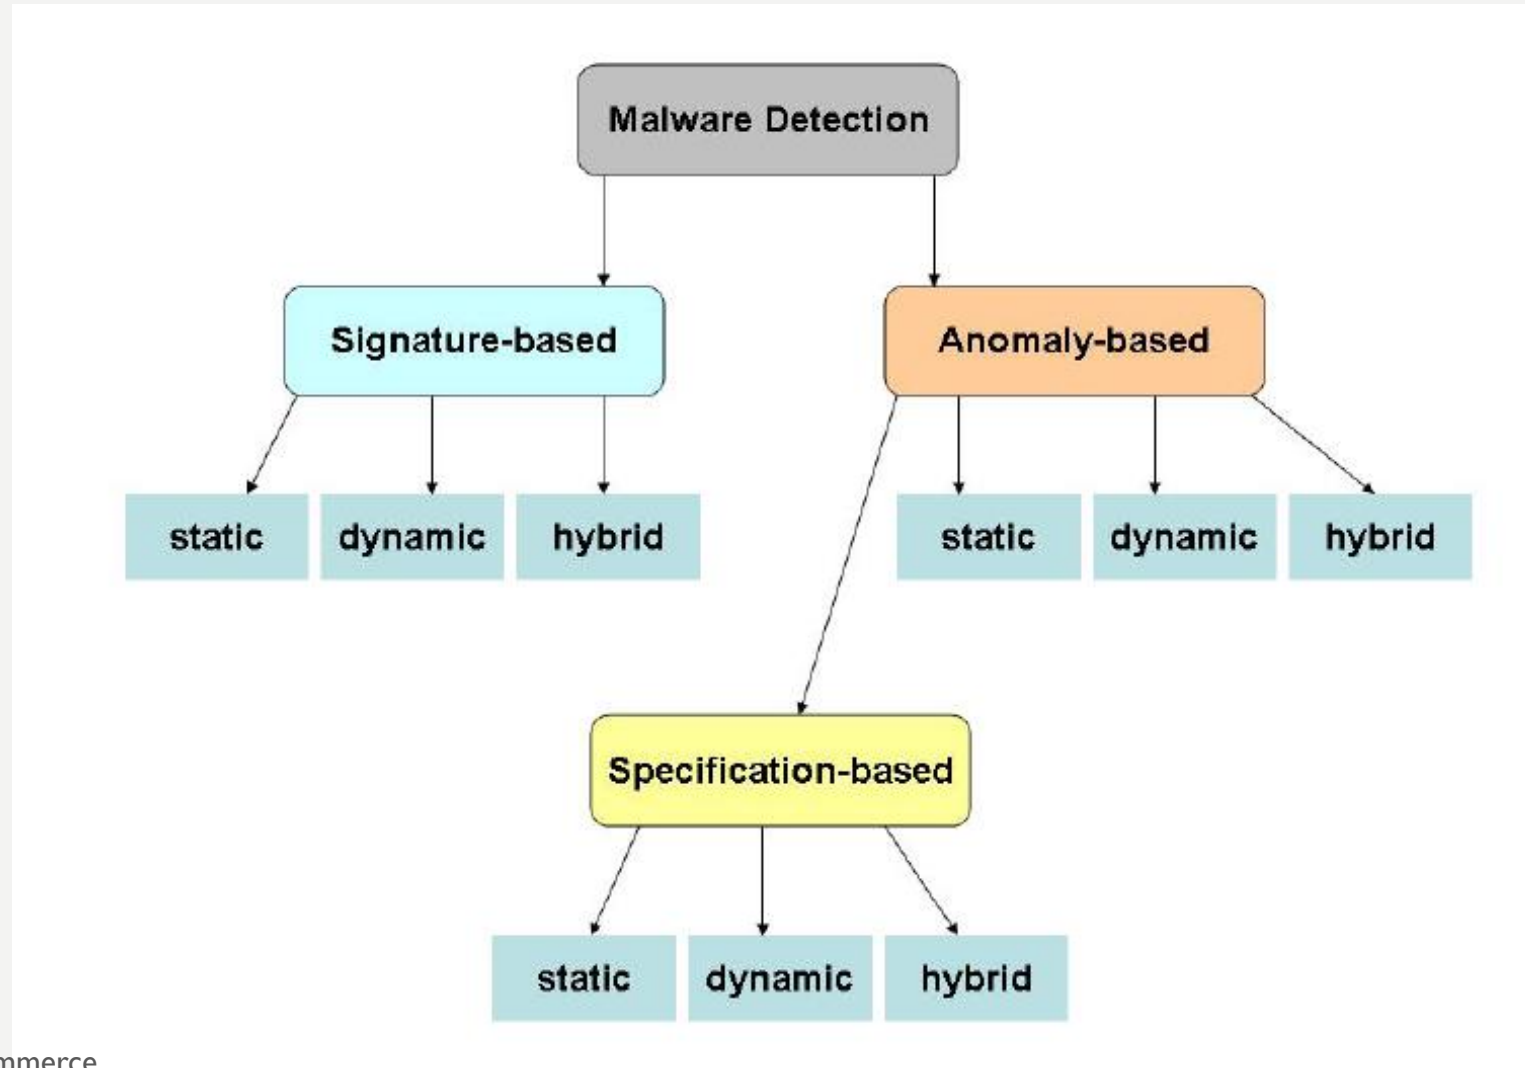 Malware Detection
Signature-based
Anomaly-based
static
dynamic
hybrid
static
dynamic
hybrid
Specification-based
static
dynamic
hybrid